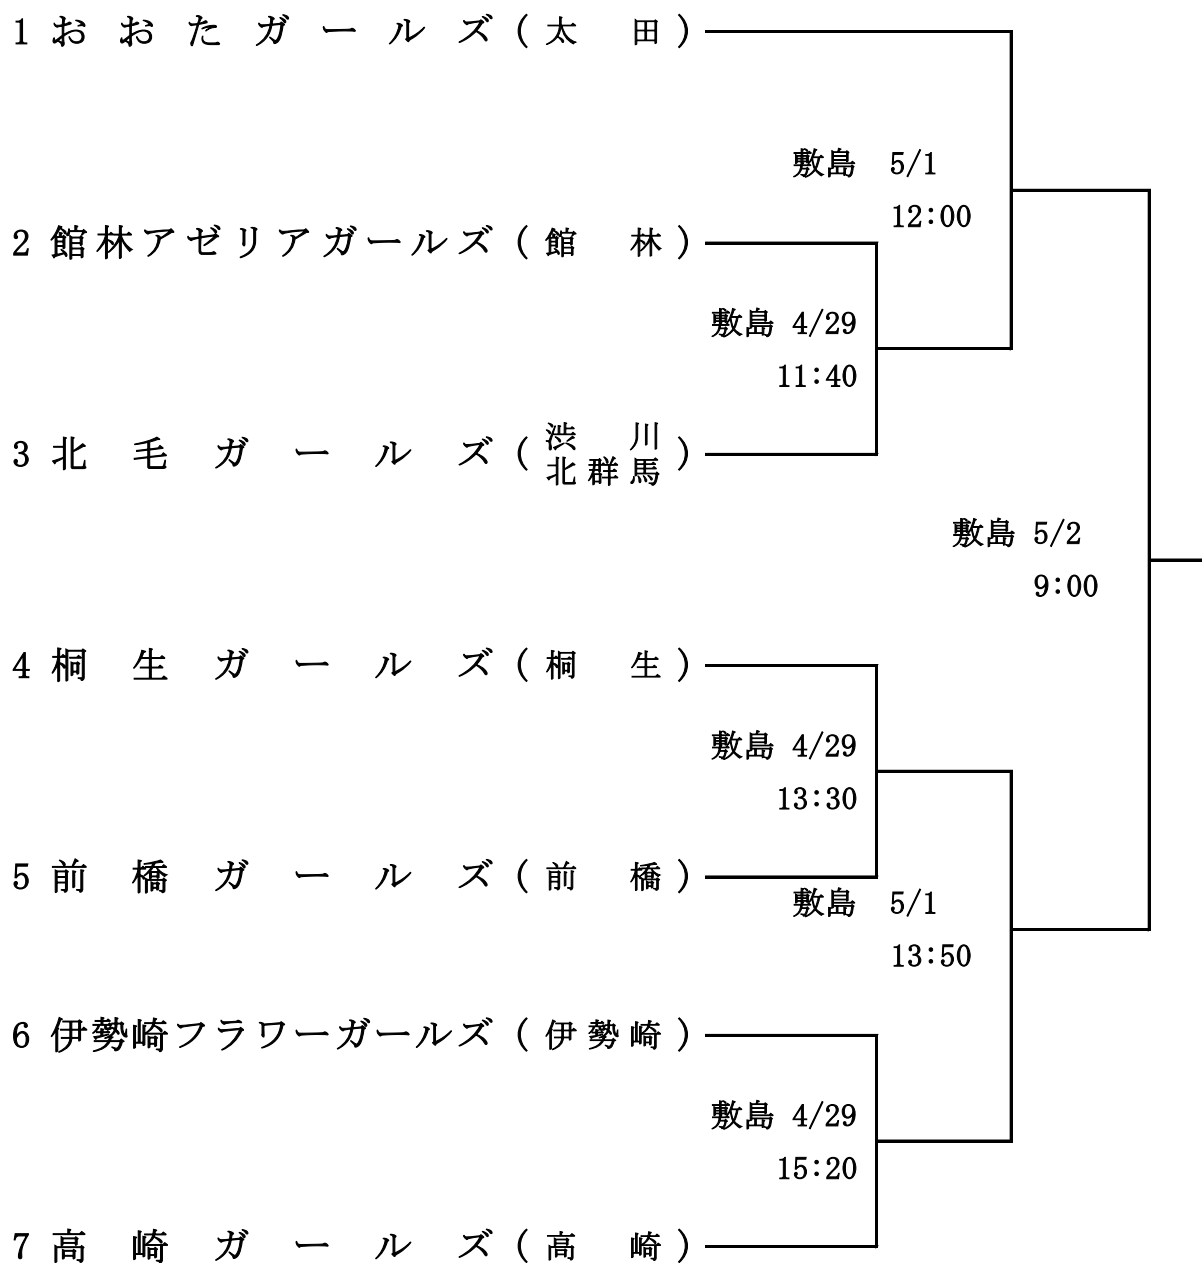 1 おおたガールズ(太田)
敷島 5/1
12:00
2 館林アゼリアガールズ(館林)
敷島 4/29
11:40
3 北毛ガールズ(渋川
北群馬)
敷島 5/2
9:00
4 桐生ガールズ(桐生)
敷島 4/29
13:30
5 前橋ガールズ(前橋)
敷島 5/1
13:50
6 伊勢崎フラワーガールズ(伊勢崎)
敷島 4/29
15:20
7 高崎ガールズ(高崎)